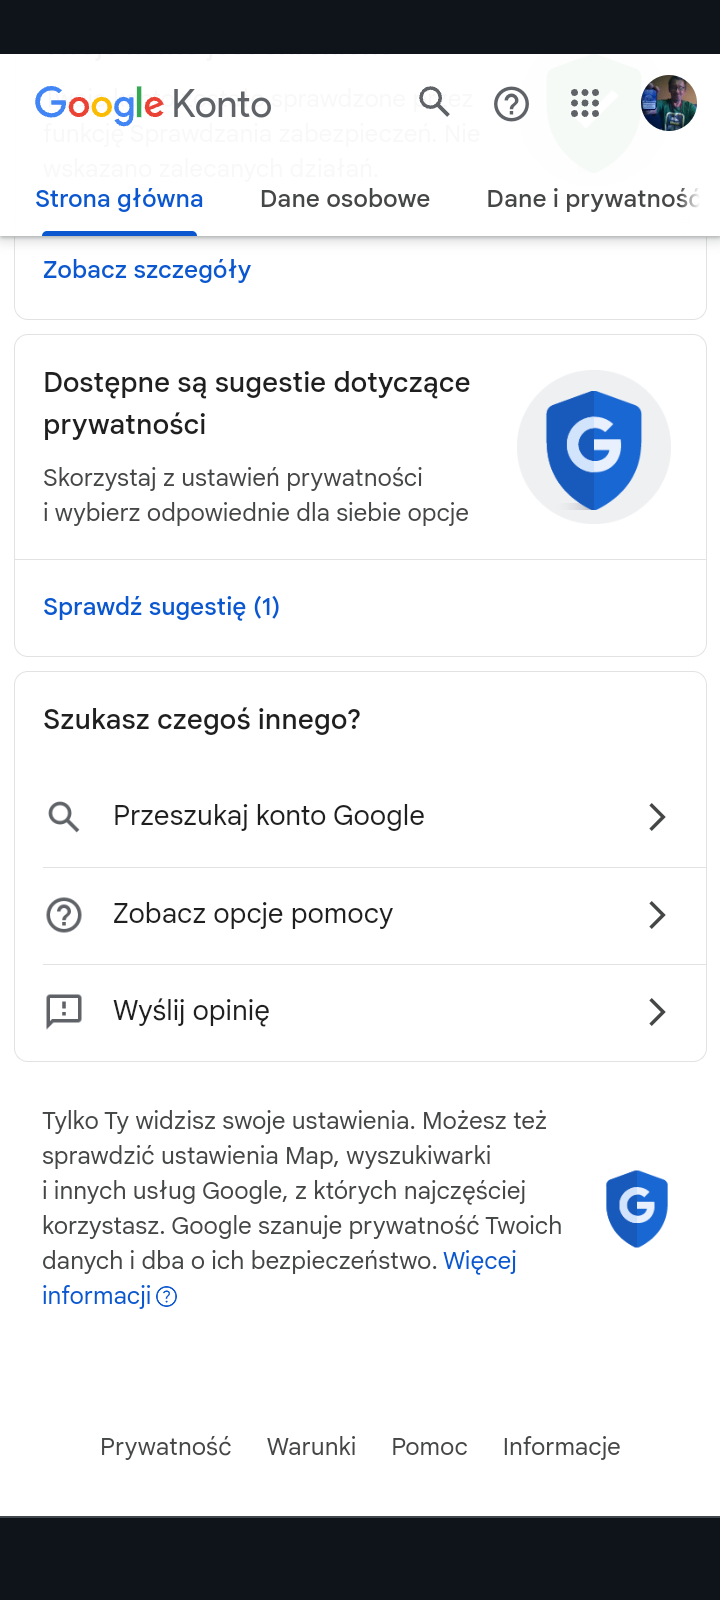 Google Konto
sprawdzone przez
funkcję Sprawdzania zabezpieczeń. Nie
wskazano zalecanych działań.
Strona główna Dane osobowe Dane i prywatność
Zobacz szczegóły
Dostępne są sugestie dotyczące
prywatności
Skorzystaj z ustawień prywatności
i wybierz odpowiednie dla siebie opcje
Sprawdź sugestię (1)
Szukasz czegoś innego?
Przeszukaj konto Google
Zobacz opcje pomocy
Wyślij opinię
Tylko Ty widzisz swoje ustawienia. Możesz też
sprawdzić ustawienia Map, wyszukiwarki
i innych usług Google, z których najczęściej
korzystasz. Google szanuje prywatność Twoich
danych i dba o ich bezpieczeństwo. Więcej
informacji
Prywatność Warunki Pomoc Informacje